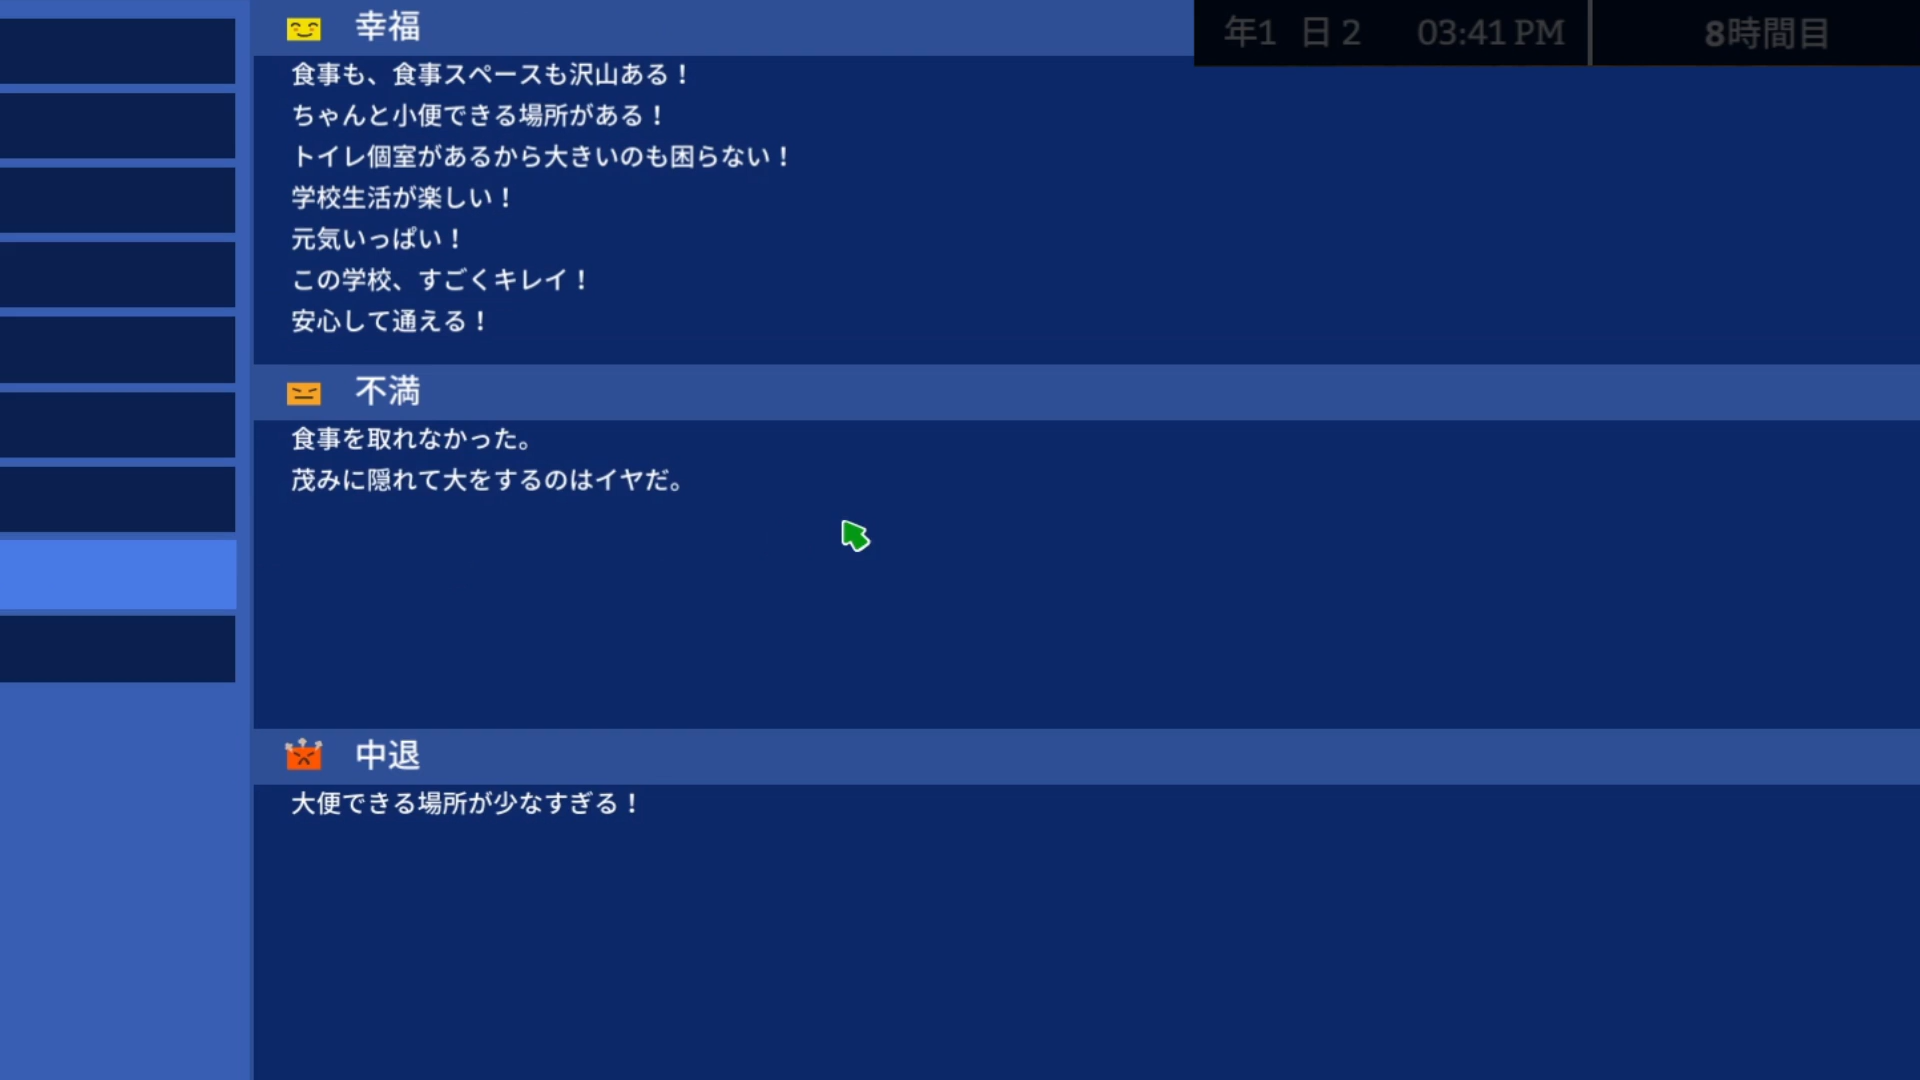 幸福
年1 日2 03:41 PM 8時間目
食事も、食事スペースも沢山ある！
ちゃんと小便できる場所がある！
トイレ個室があるから大きいのも困らない！
学校生活が楽しい！
元気いっぱい！
この学校、すごくキレイ！
安心して通える！
不満
食事を取れなかった。
茂みに隠れて大をするのはイヤだ。
中退
大便できる場所が少なすぎる！